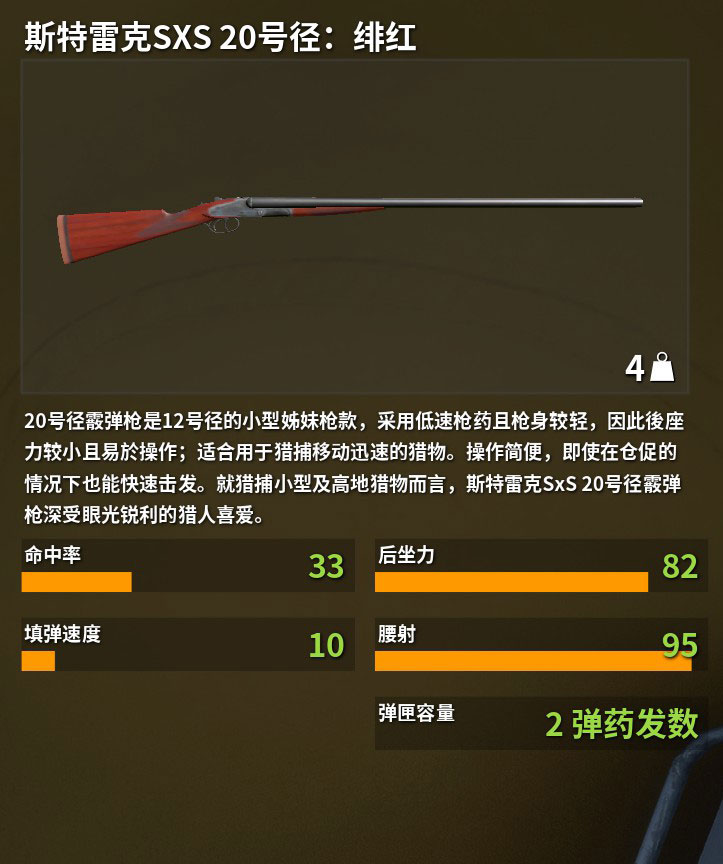 斯特雷克SXS 20号径：绯红
4
20号径霰弹枪是12号径的小型姊妹枪款，采用低速枪药且枪身较轻，因此後座
力较小且易於操作；适合用于猎捕移动迅速的猎物。操作简便，即使在仓促的
情况下也能快速击发。就猎捕小型及高地猎物而言，斯特雷克SxS 20号径霰弹
枪深受眼光锐利的猎人喜爱。
命中率 33
后坐力 82
填弹速度 10
腰射 95
弹匣容量 2 弹药发数